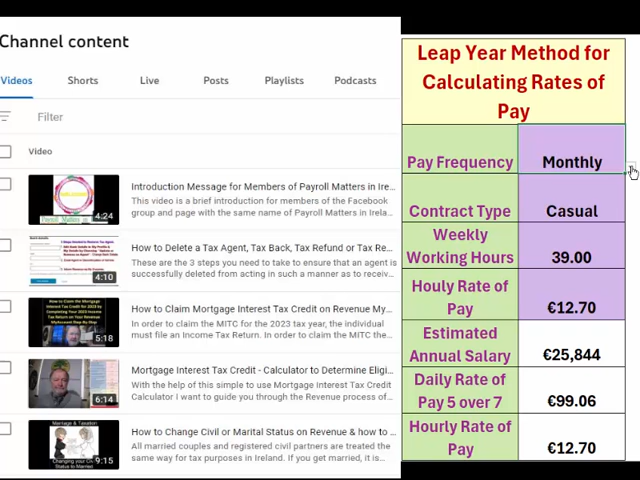 Channel content
Videos
Shorts
Live
Posts
Playlists
Podcasts
Filter
Video
4:24
Introduction Message for Members of Payroll Matters in Ire...
This video is a brief introduction for members of the Facebook
group and page with the same name of Payroll Matters in Irela...
4:10
How to Delete a Tax Agent, Tax Back, Tax Refund or Tax Re...
These are the 3 steps you need to take to ensure that an agent is
successfully deleted from acting in such a manner as to receiv...
5:18
How to Claim Mortgage Interest Tax Credit on Revenue My...
In order to claim the MITC for the 2023 tax year, the individual
must file an Income Tax Return. In order to claim the MITC the...
6:14
Mortgage Interest Tax Credit - Calculator to Determine Eligi...
With the help of this simple to use Mortgage Interest Tax Credit
Calculator I want to guide you through the Revenue process of...
9:15
How to Change Civil or Marital Status on Revenue & how to ...
All married couples and registered civil partners are treated the
same way for tax purposes in Ireland. If you get married, it is...
Leap Year Method for
Calculating Rates of
Pay
Pay Frequency
Monthly
Contract Type
Casual
Weekly
Working Hours
39.00
Houly Rate of
Pay
€12.70
Estimated
Annual Salary
€25,844
Daily Rate of
Pay 5 over 7
€99.06
Hourly Rate of
Pay
€12.70